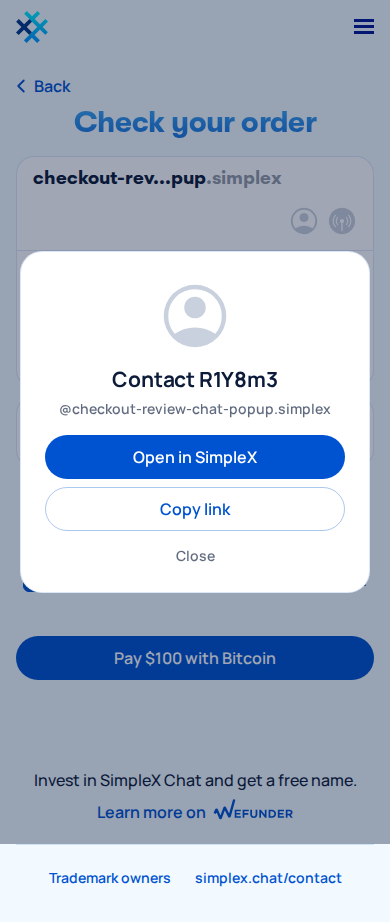 Back
Check your order
checkout-rev...pup.simplex
Contact R1Y8m3
@checkout-review-chat-popup.simplex
Open in SimpleX
Copy link
Close
Pay $100 with Bitcoin
Invest in SimpleX Chat and get a free name.
Learn more on WEFUNDER
Trademark owners simplex.chat/contact